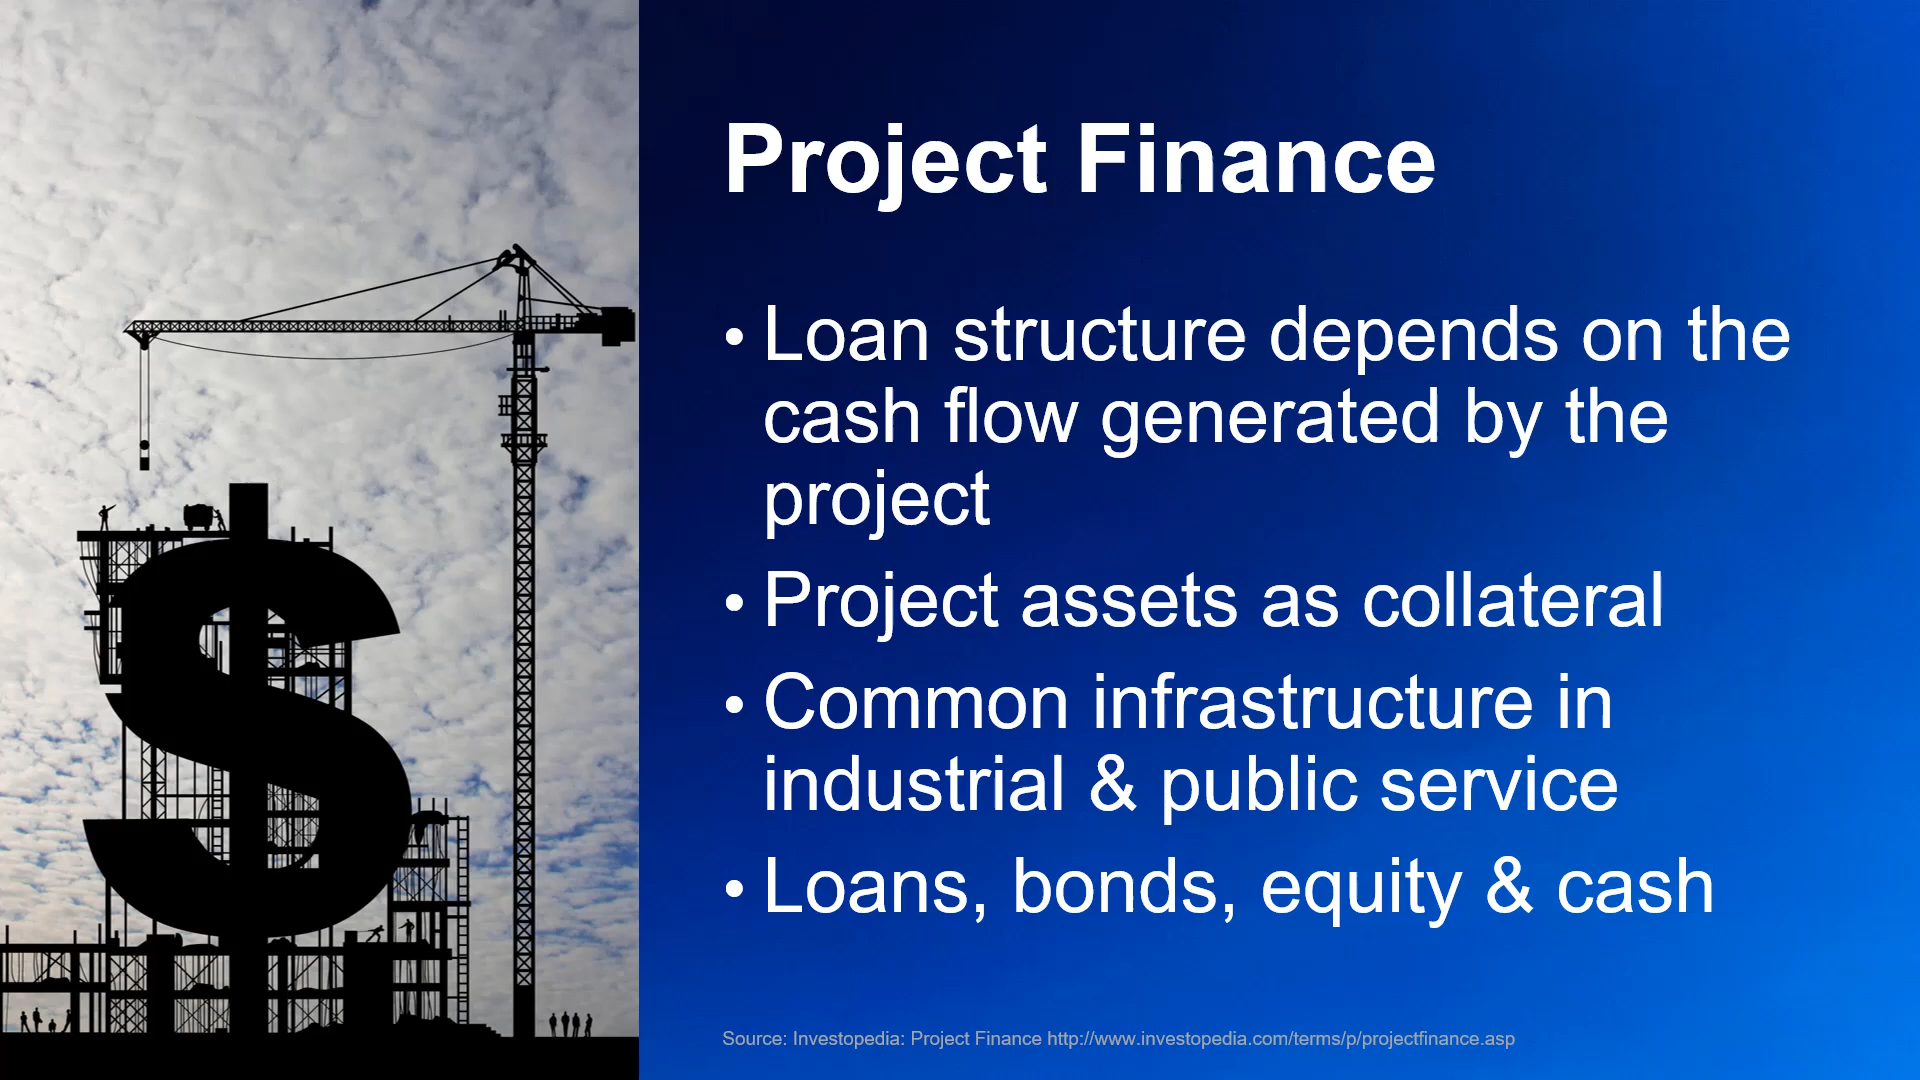 Project Finance
• Loan structure depends on the
cash flow generated by the
project
• Project assets as collateral
• Common infrastructure in
industrial & public service
• Loans, bonds, equity & cash
Source: Investopedia: Project Finance http://www.investopedia.com/terms/p/projectfinance.asp